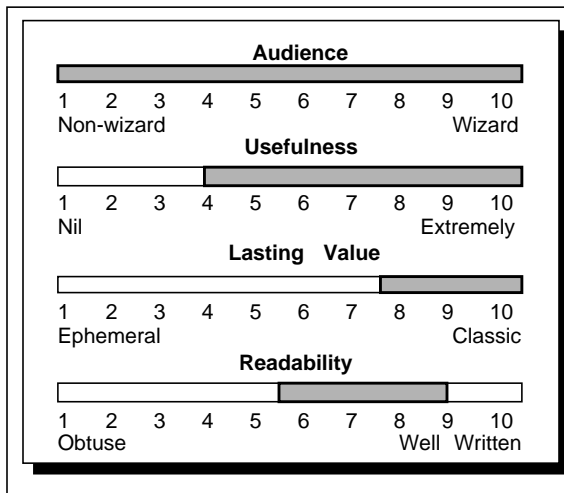 Audience
1 2 3 4 5 6 7 8 9 10
Non-wizard Wizard
Usefulness
1 2 3 4 5 6 7 8 9 10
Nil Extremely
Lasting Value
1 2 3 4 5 6 7 8 9 10
Ephemeral Classic
Readability
1 2 3 4 5 6 7 8 9 10
Obtuse Well Written